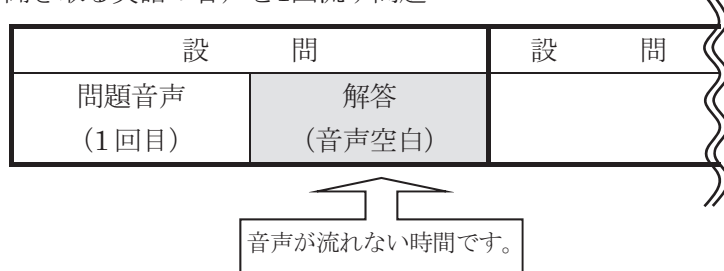 聞き取る英語の音声を1回流す問題
設 問 設 問
問題音声 解答
（1回目） （音声空白）
音声が流れない時間です。